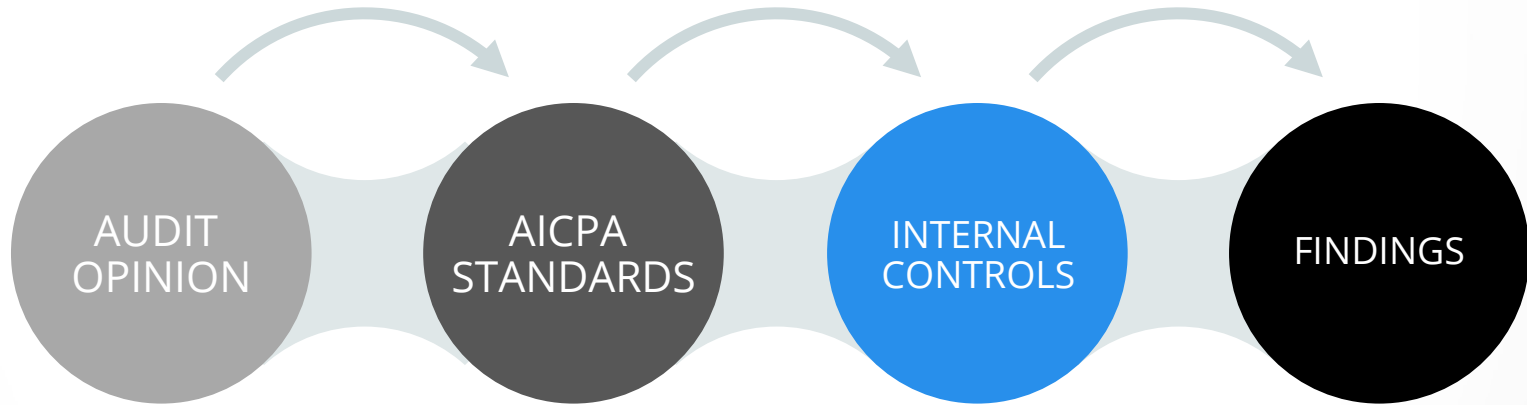 AUDIT
OPINION
AICPA
STANDARDS
INTERNAL
CONTROLS
FINDINGS